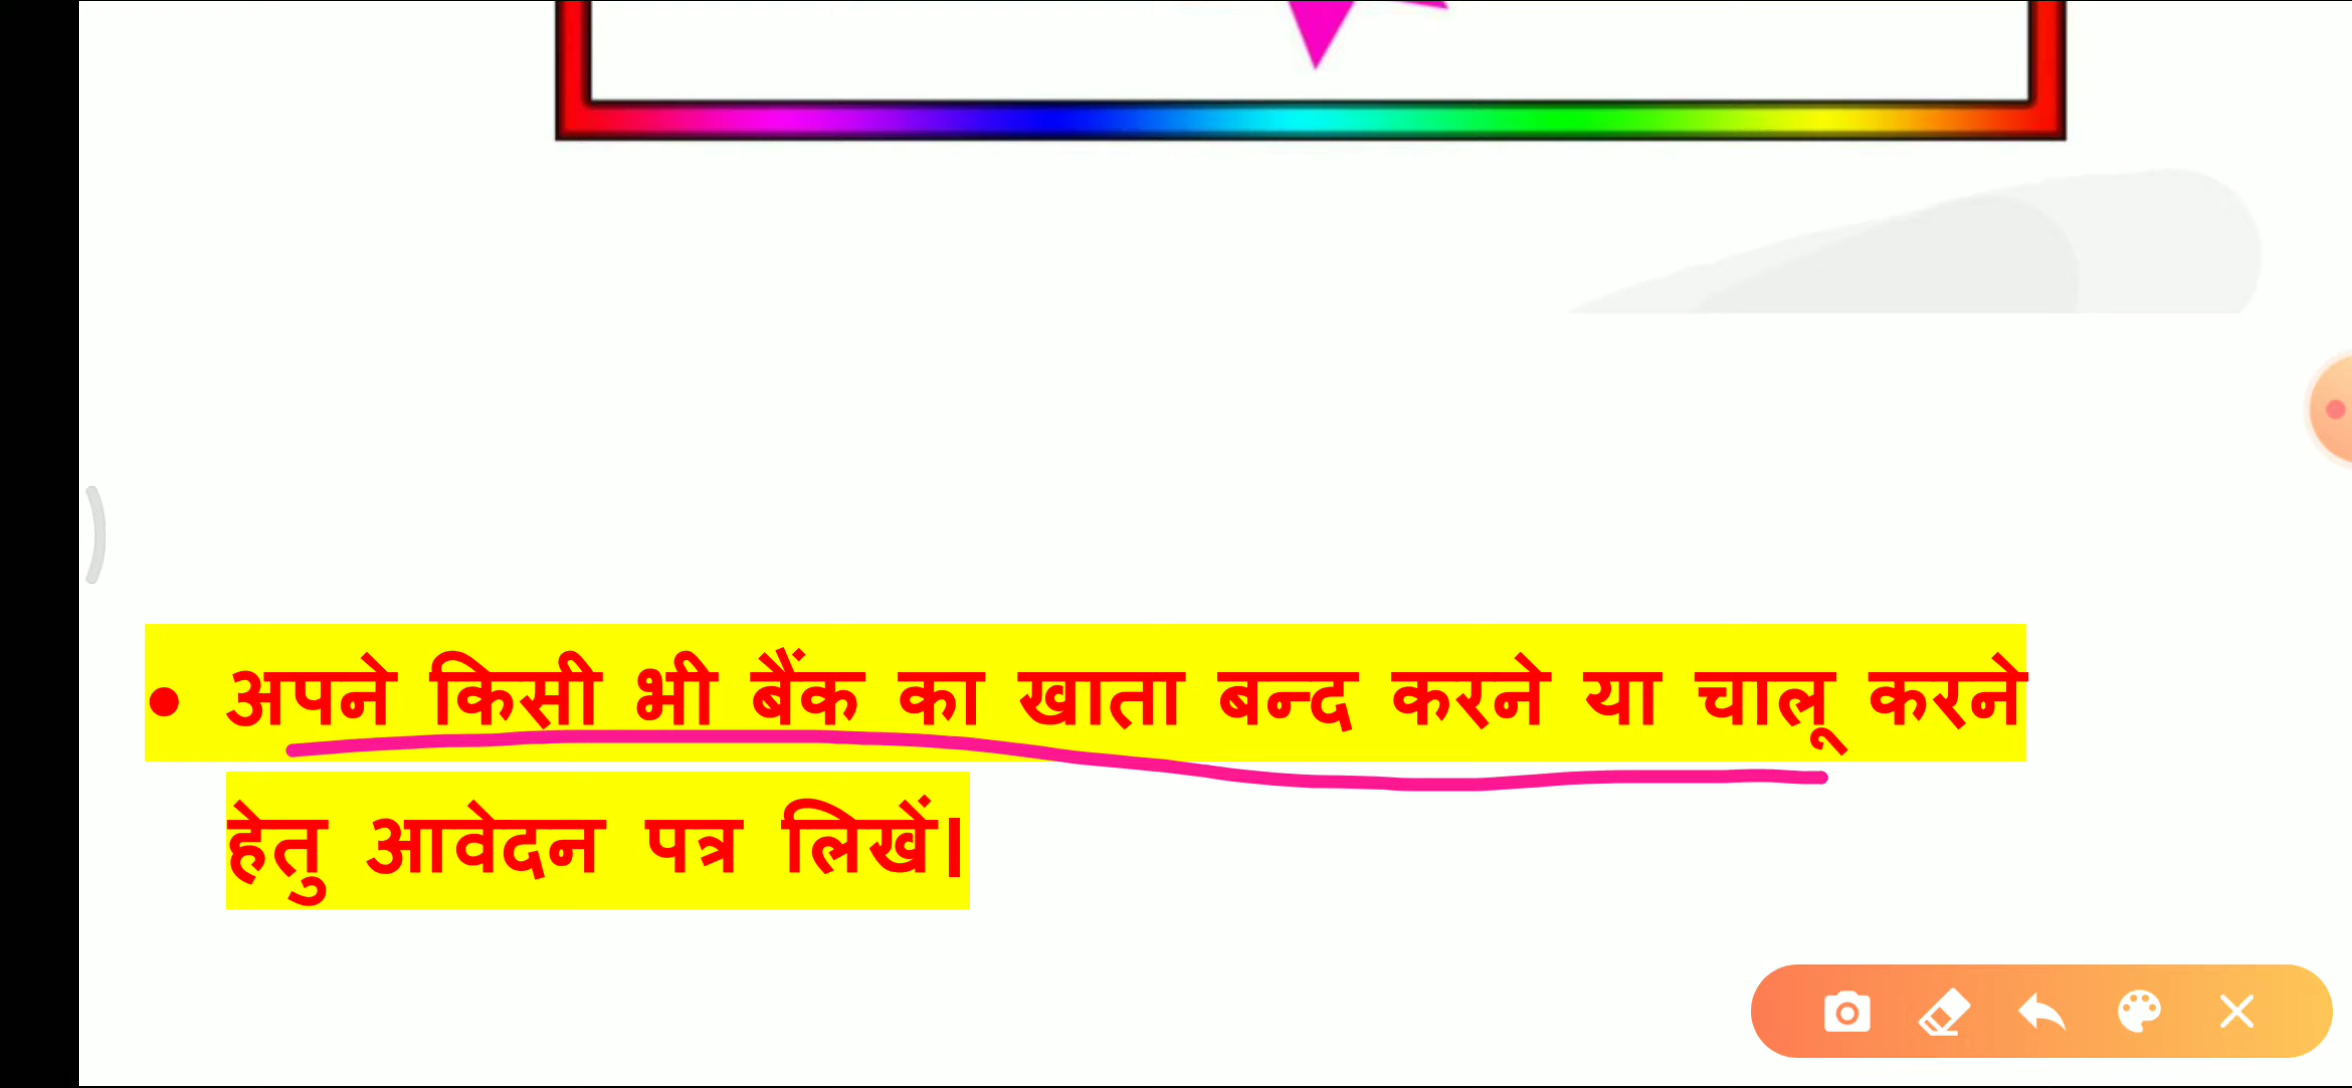 • अपने किसी भी बैंक का खाता बन्द करने या चालू करने
हेतु आवेदन पत्र लिखें।